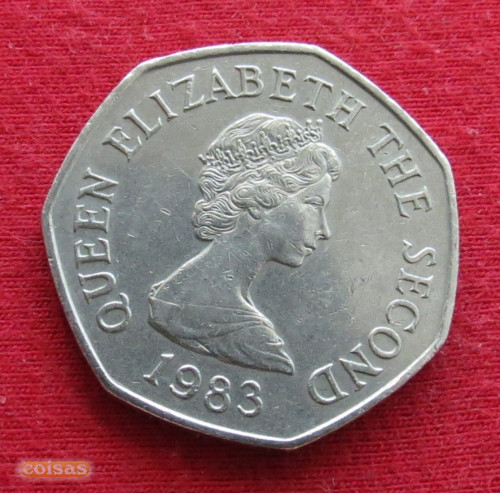 QUEEN ELIZABETH THE SECOND
1983
coisas